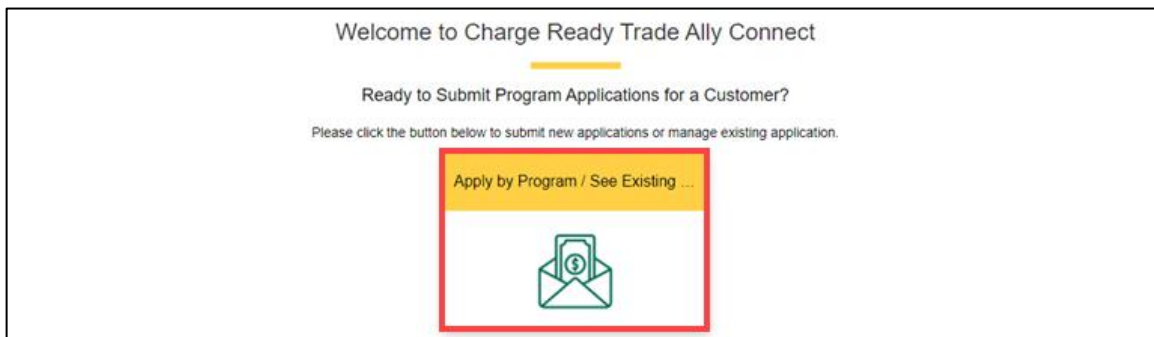 Welcome to Charge Ready Trade Ally Connect
Ready to Submit Program Applications for a Customer?
Please click the button below to submit new applications or manage existing application.
Apply by Program / See Existing ...
$